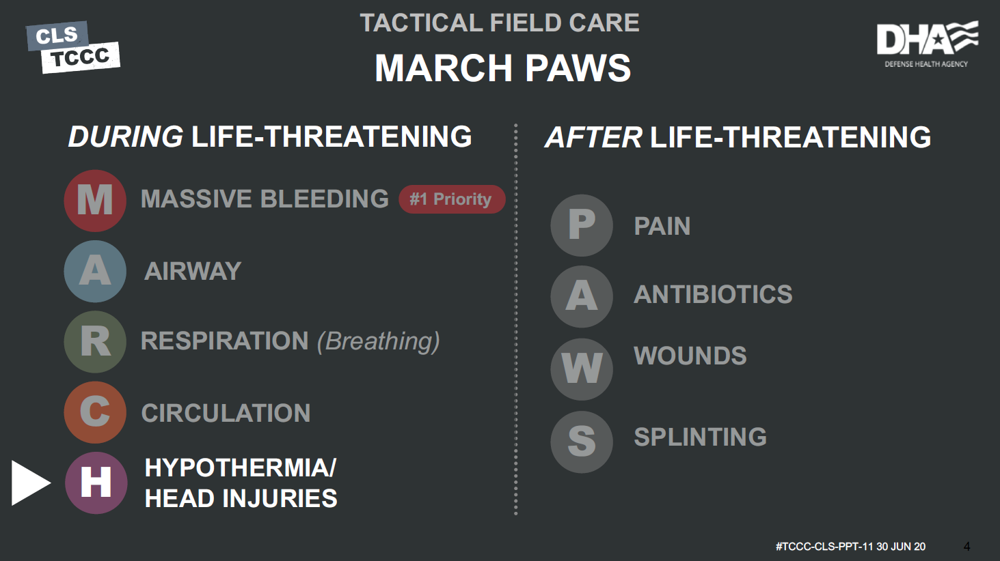 CLS
TCCC
TACTICAL FIELD CARE
MARCH PAWS
DHA
DEFENSE HEALTH AGENCY
DURING LIFE-THREATENING
M MASSIVE BLEEDING #1 Priority
A AIRWAY
R RESPIRATION (Breathing)
C CIRCULATION
H HYPOTHERMIA/
HEAD INJURIES
AFTER LIFE-THREATENING
P PAIN
A ANTIBIOTICS
W WOUNDS
S SPLINTING
#TCCC-CLS-PPT-11 30 JUN 20 4